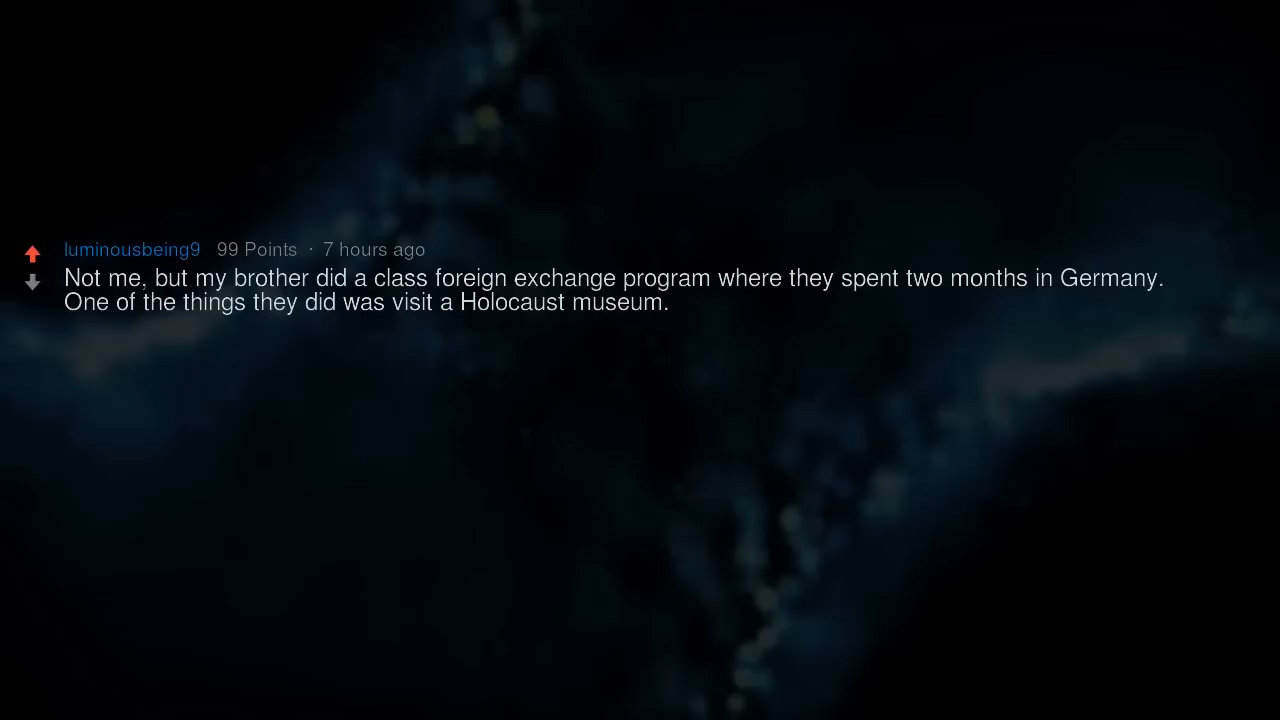 luminousbeing9 99 Points · 7 hours ago
Not me, but my brother did a class foreign exchange program where they spent two months in Germany.
One of the things they did was visit a Holocaust museum.